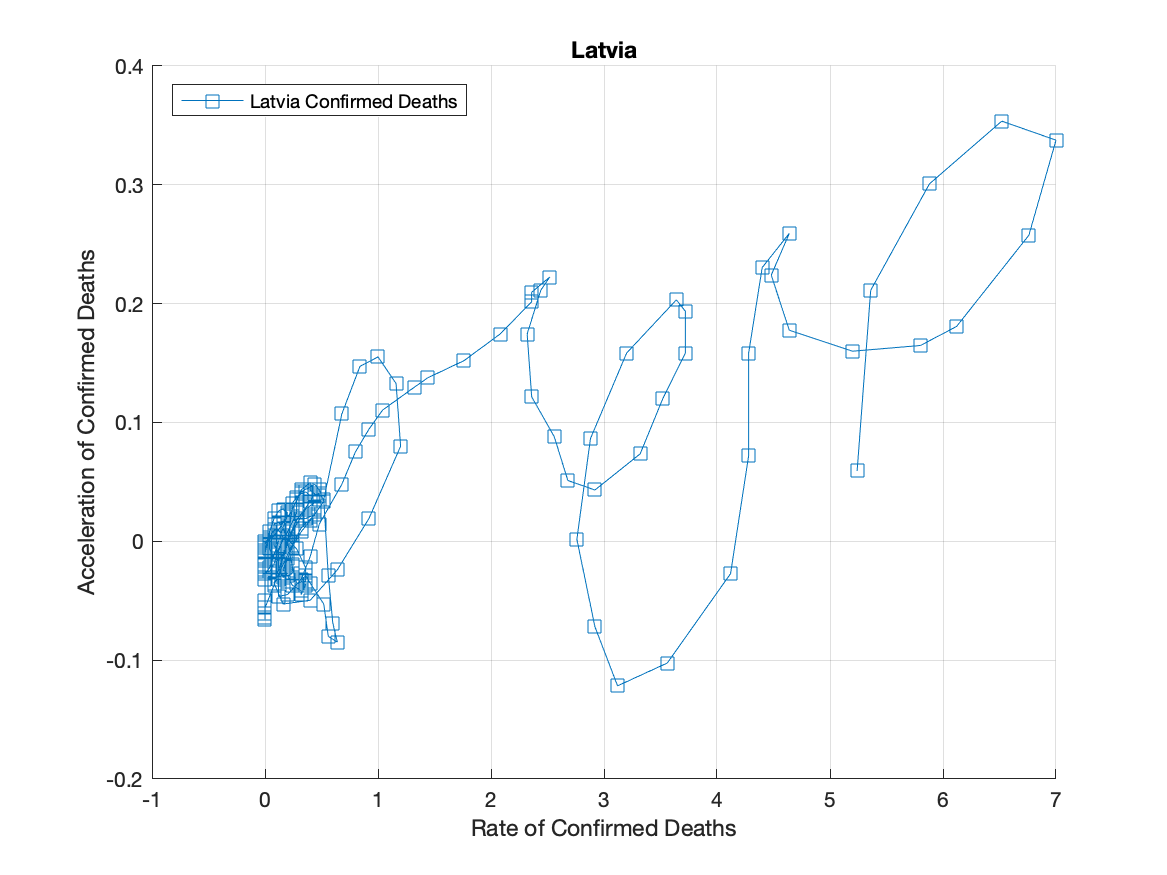 Latvia
0.4
Latvia Confirmed Deaths
0.3
0.2
0.1
0
-0.1
-0.2
Acceleration of Confirmed Deaths
-1 0 1 2 3 4 5 6 7
Rate of Confirmed Deaths